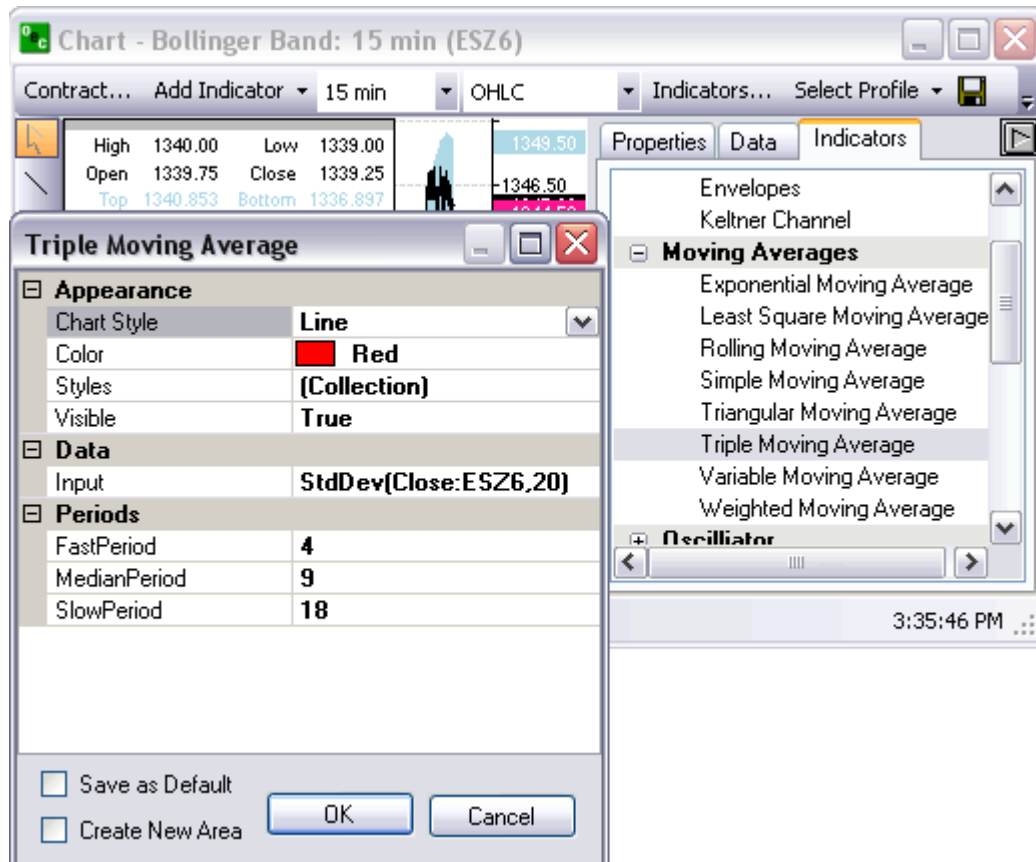 OeC Chart - Bollinger Band: 15 min (ESZ6)
Contract... Add Indicator 15 min OHLC Indicators... Select Profile
High 1340.00 Low 1339.00
Open 1339.75 Close 1339.25
Top 1340.853 Bottom 1336.897
1349.50
1346.50
Properties Data Indicators
Envelopes
Keltner Channel
Moving Averages
Exponential Moving Average
Least Square Moving Average
Rolling Moving Average
Simple Moving Average
Triangular Moving Average
Triple Moving Average
Variable Moving Average
Weighted Moving Average
Oscilliator
3:35:46 PM
Triple Moving Average
Appearance
Chart Style Line
Color Red
Styles (Collection)
Visible True
Data
Input StdDev(Close:ESZ6,20)
Periods
FastPeriod 4
MedianPeriod 9
SlowPeriod 18
Save as Default
Create New Area
OK Cancel